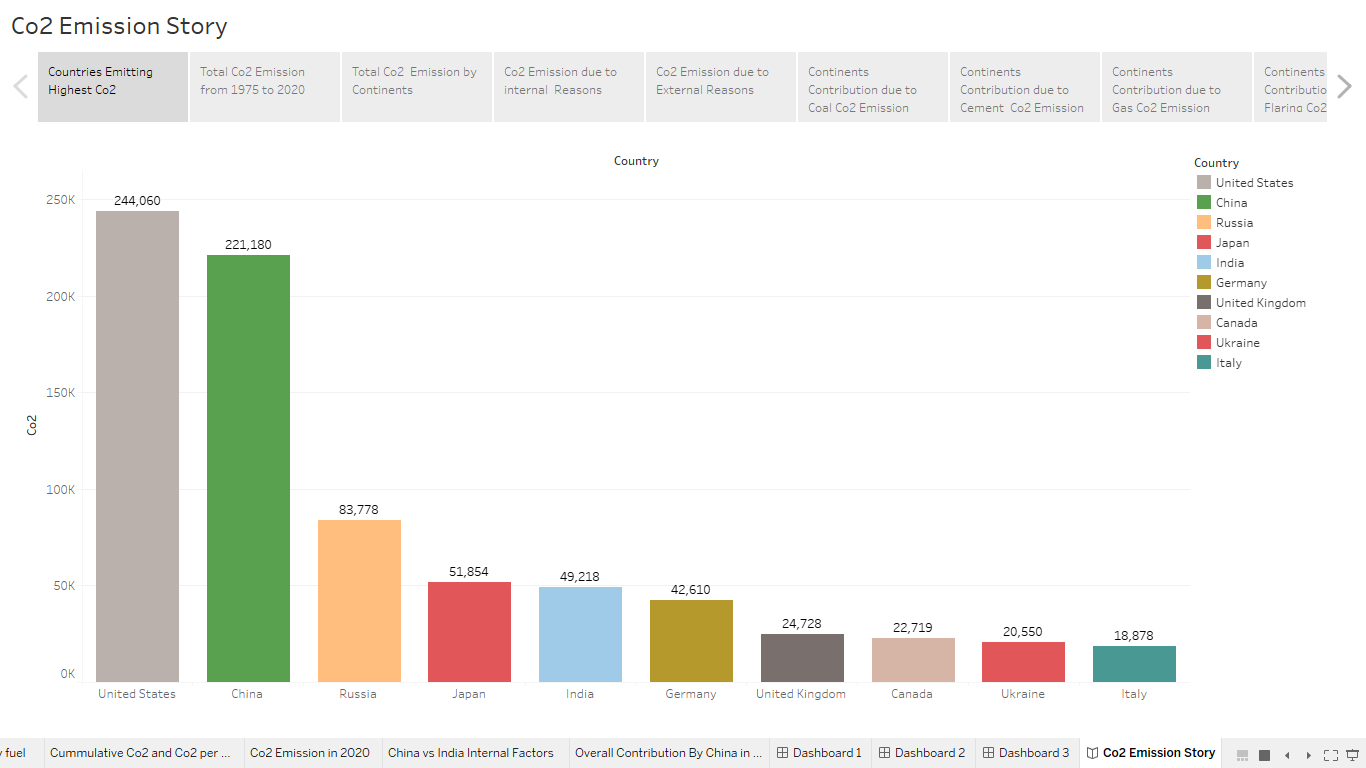 Co2 Emission Story
Countries Emitting
Highest Co2
Total Co2 Emission
from 1975 to 2020
Total Co2 Emission by
Continents
Co2 Emission due to
internal Reasons
Co2 Emission due to
External Reasons
Continents
Contribution due to
Coal Co2 Emission
Continents
Contribution due to
Cement Co2 Emission
Continents
Contribution due to
Gas Co2 Emission
Continents
Contributio
Flaring Co2
Country
Country
United States
China
Russia
Japan
India
Germany
United Kingdom
Canada
Ukraine
Italy
Co2
250K
200K
150K
100K
50K
0K
244,060
221,180
83,778
51,854
49,218
42,610
24,728
22,719
20,550
18,878
United States
China
Russia
Japan
India
Germany
United Kingdom
Canada
Ukraine
Italy
y fuel
Cummulative Co2 and Co2 per ...
Co2 Emission in 2020
China vs India Internal Factors
Overall Contribution By China in ...
Dashboard 1
Dashboard 2
Dashboard 3
Co2 Emission Story